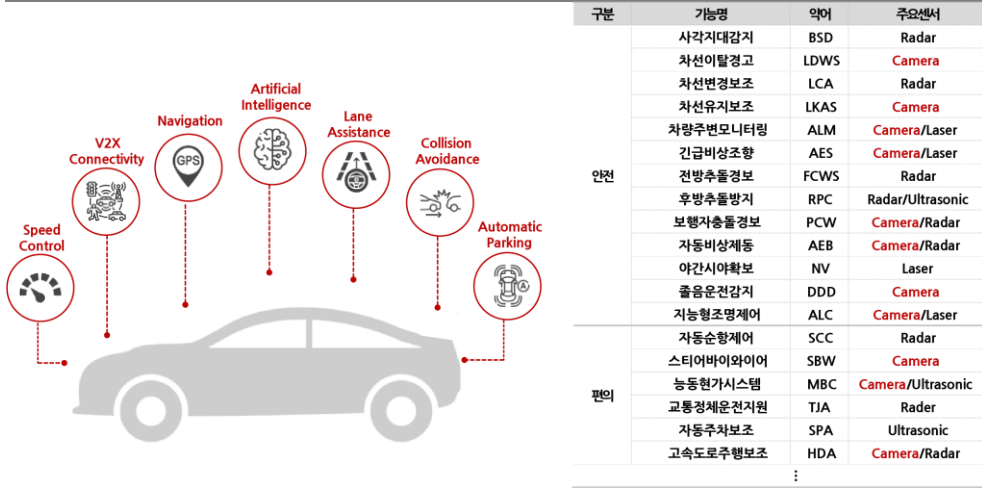 Artificial
Intelligence
Navigation
Lane
Assistance
V2X
Connectivity
Collision
Avoidance
GPS
Speed
Control
Automatic
Parking
A
구분 기능명 약어 주요센서
안전
사각지대감지 BSD Radar
차선이탈경고 LDWS Camera
차선변경보조 LCA Radar
차선유지보조 LKAS Camera
차량주변모니터링 ALM Camera/Laser
긴급비상조향 AES Camera/Laser
전방추돌경보 FCWS Radar
후방추돌방지 RPC Radar/Ultrasonic
보행자충돌경보 PCW Camera/Radar
자동비상제동 AEB Camera/Radar
야간시야확보 NV Laser
졸음운전감지 DDD Camera
지능형조명제어 ALC Camera/Laser
편의
자동순항제어 SCC Radar
스티어바이와이어 SBW Camera
능동현가시스템 MBC Camera/Ultrasonic
교통정체운전지원 TJA Rader
자동주차보조 SPA Ultrasonic
고속도로주행보조 HDA Camera/Radar
⋮